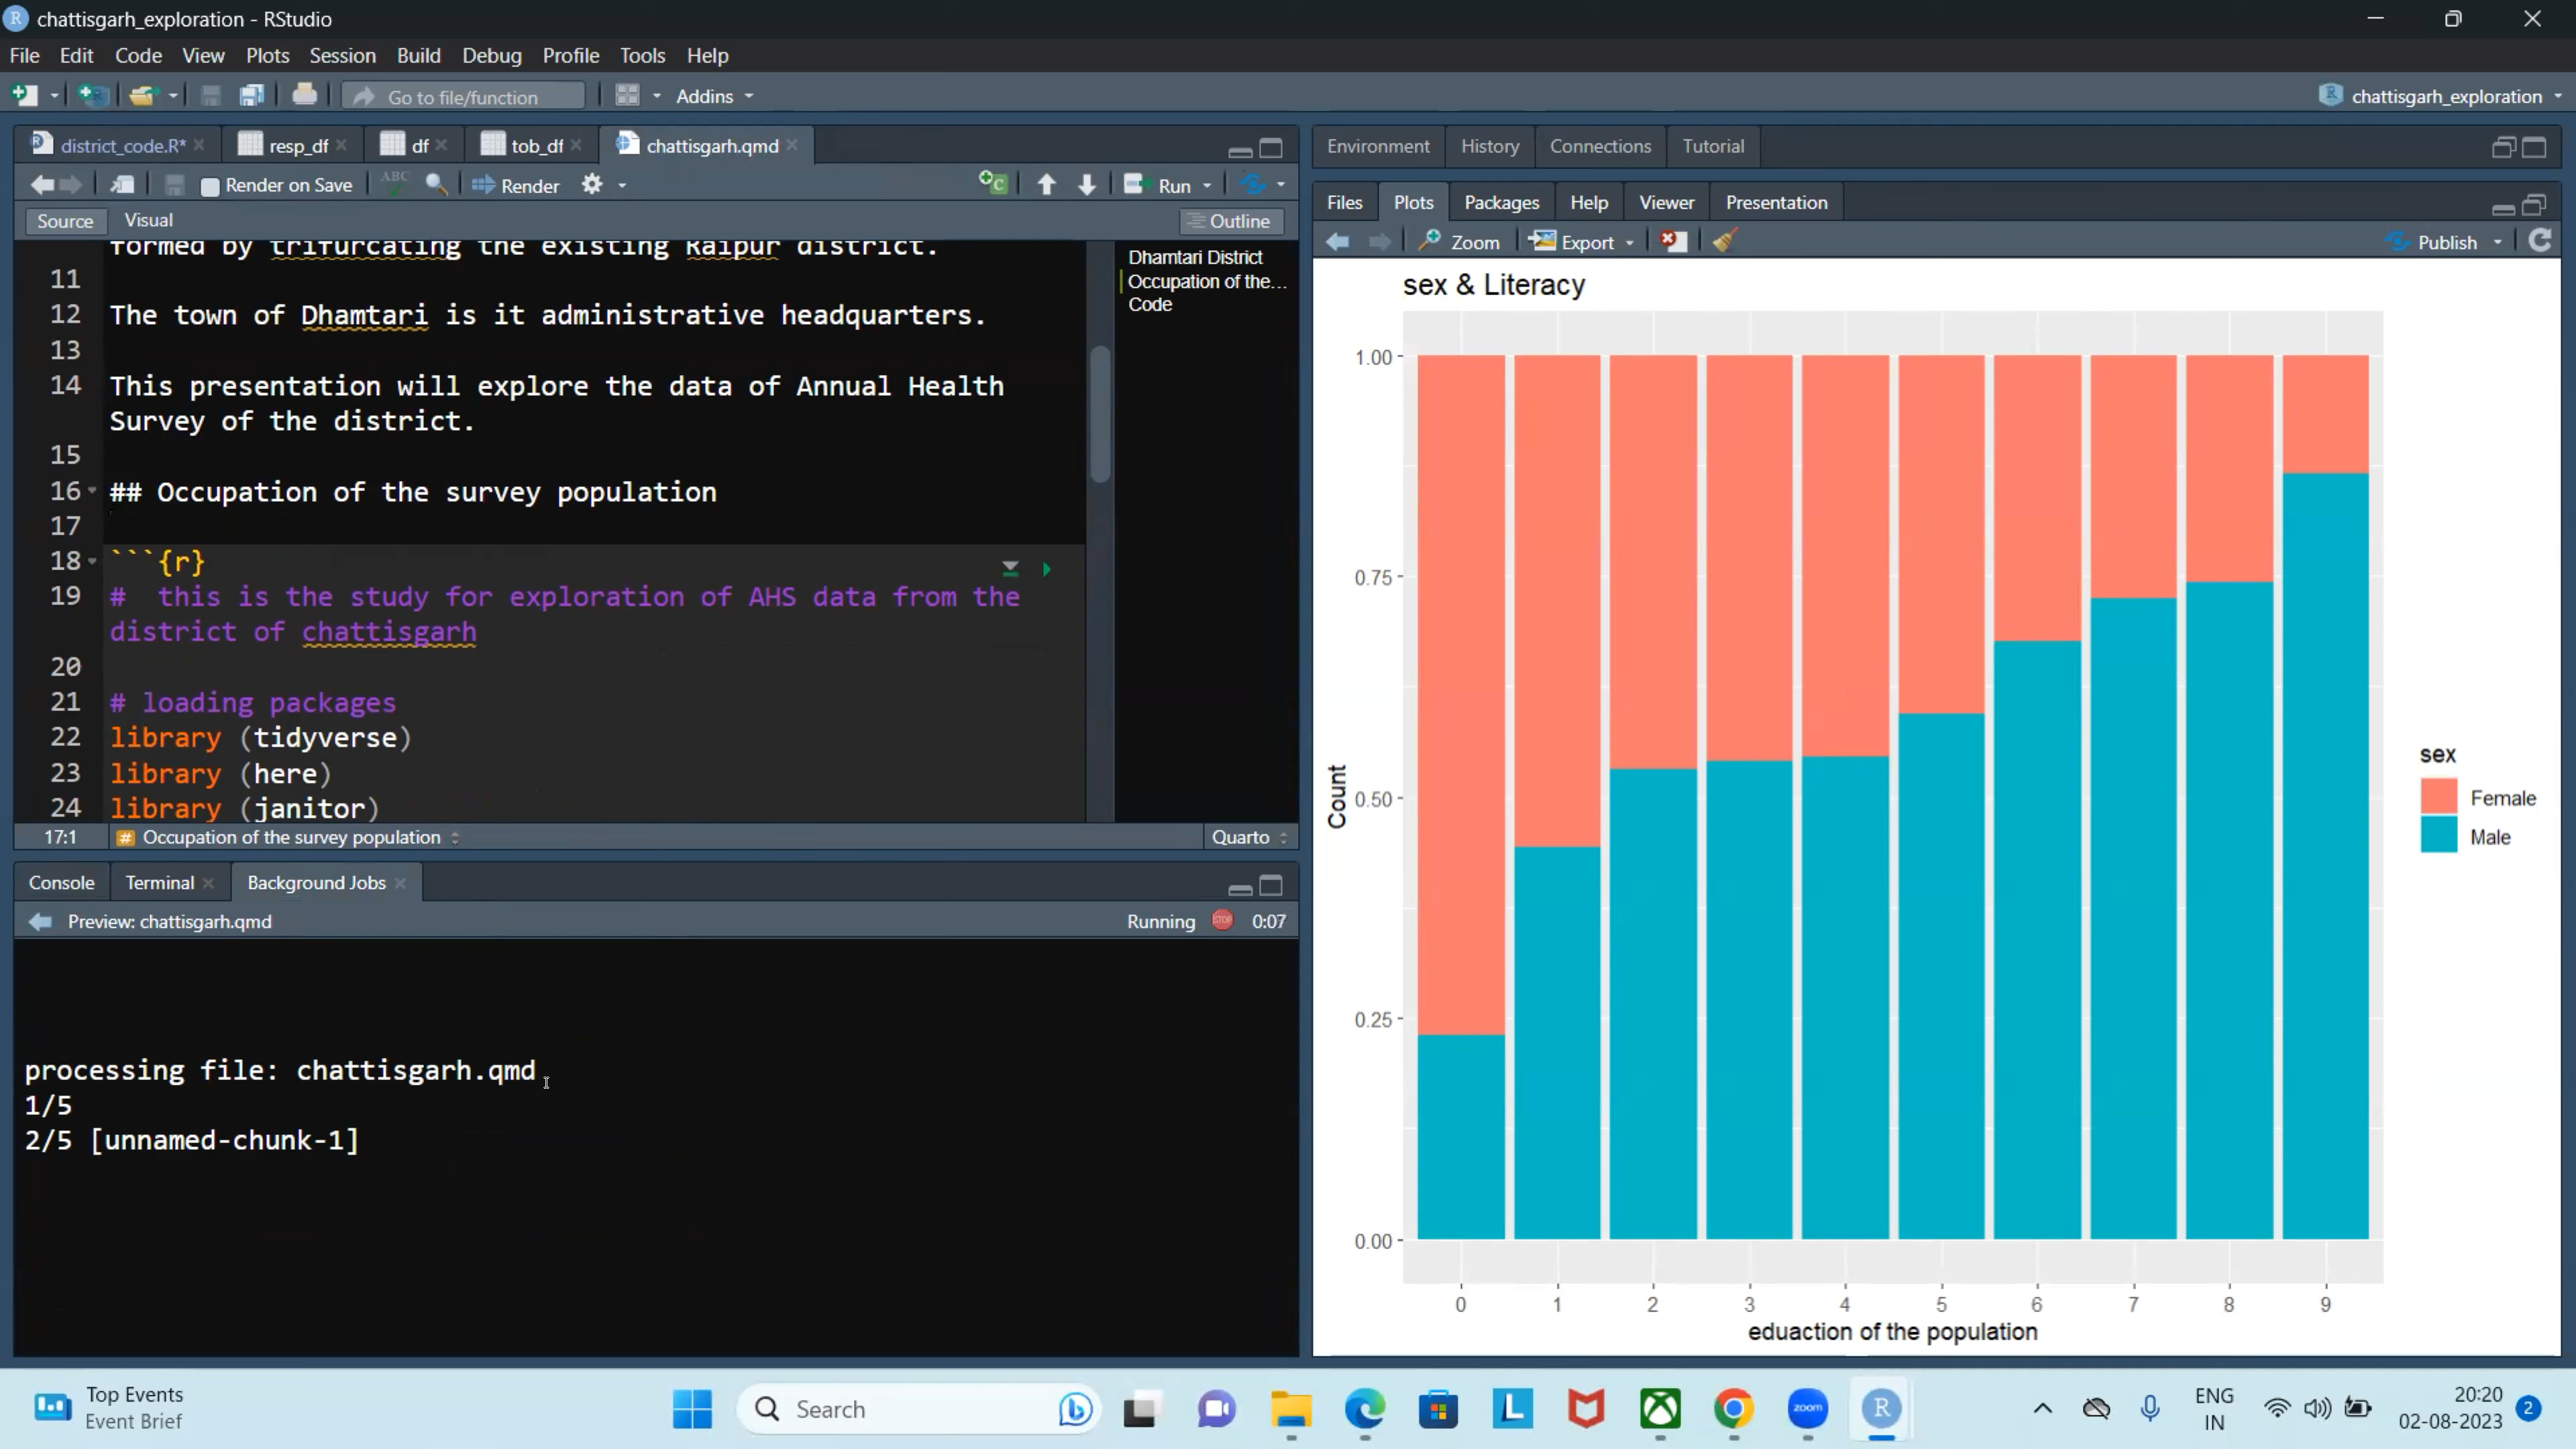 chattisgarh_exploration - RStudio
File Edit Code View Plots Session Build Debug Profile Tools Help
Go to file/function Addins chattisgarh_exploration
district_code.R* resp_df df tob_df chattisgarh.qmd
Render on Save ABC Render Run
Source Visual Outline
formed by trifurcating the existing Raipur district.
11
12 The town of Dhamtari is it administrative headquarters.
13
14 This presentation will explore the data of Annual Health
Survey of the district.
15
16 ## Occupation of the survey population
17
18 ```{r}
19 #  this is the study for exploration of AHS data from the
district of chattisgarh
20
21 # loading packages
22 library (tidyverse)
23 library (here)
24 library (janitor)
17:1 # Occupation of the survey population Quarto
Dhamtari District
Occupation of the...
Code
Console Terminal Background Jobs
Preview: chattisgarh.qmd Running STOP 0:07
processing file: chattisgarh.qmd
1/5
2/5 [unnamed-chunk-1]
Environment History Connections Tutorial
Files Plots Packages Help Viewer Presentation
Zoom Export Publish
sex & Literacy
1.00
0.75
0.50
0.25
0.00
Count
0 1 2 3 4 5 6 7 8 9
eduaction of the population
sex
Female
Male
Top Events
Event Brief
Search
L
zoom
R
ENG
IN
20:20
02-08-2023
2